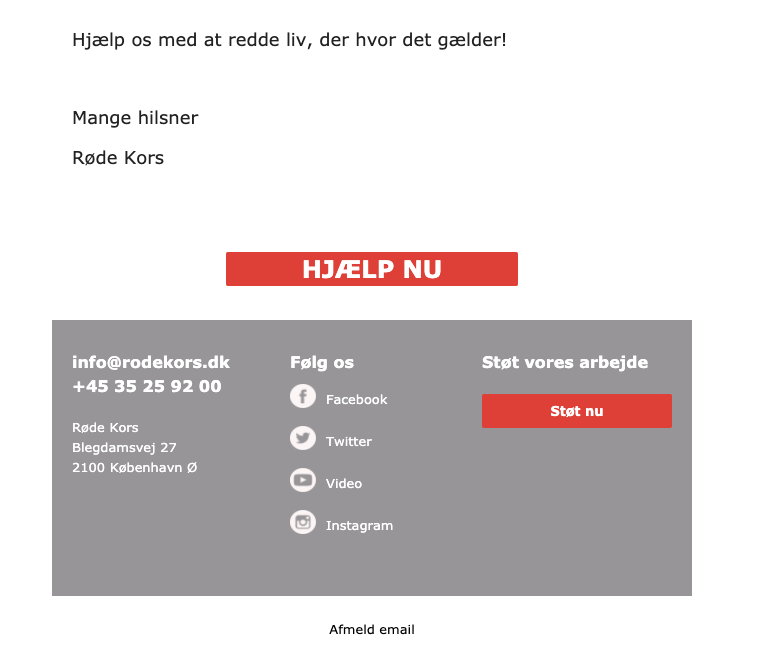 Hjælp os med at redde liv, der hvor det gælder!
Mange hilsner
Røde Kors
HJÆLP NU
info@rodekors.dk
+45 35 25 92 00
Røde Kors
Blegdamsvej 27
2100 København Ø
Følg os
Facebook
Twitter
Video
Instagram
Støt vores arbejde
Støt nu
Afmeld email